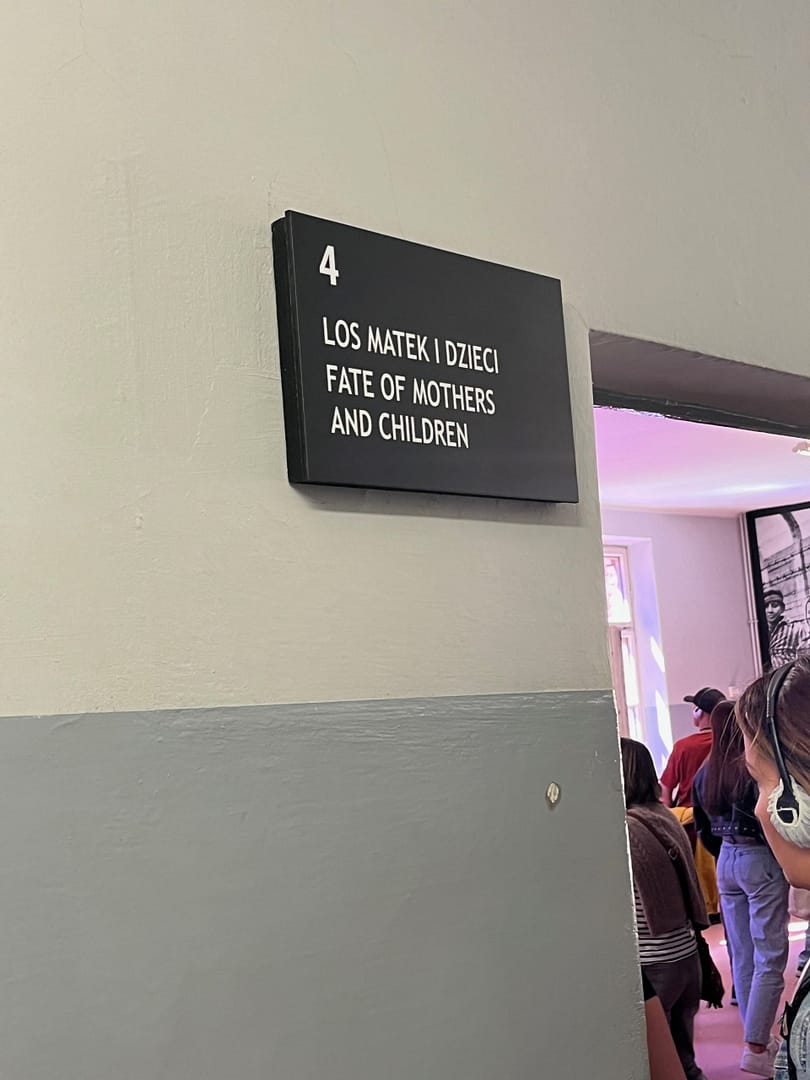 4
LOS MATEK I DZIECI
FATE OF MOTHERS
AND CHILDREN